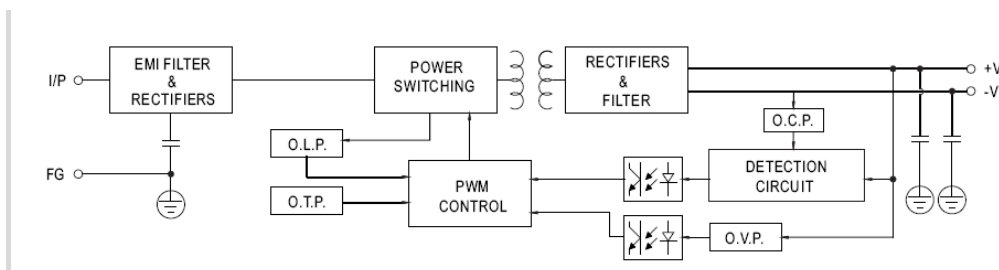 I/P
EMI FILTER
&
RECTIFIERS
POWER
SWITCHING
RECTIFIERS
&
FILTER
+V
-V
O.C.P.
O.L.P.
FG
PWM
CONTROL
DETECTION
CIRCUIT
O.T.P.
O.V.P.